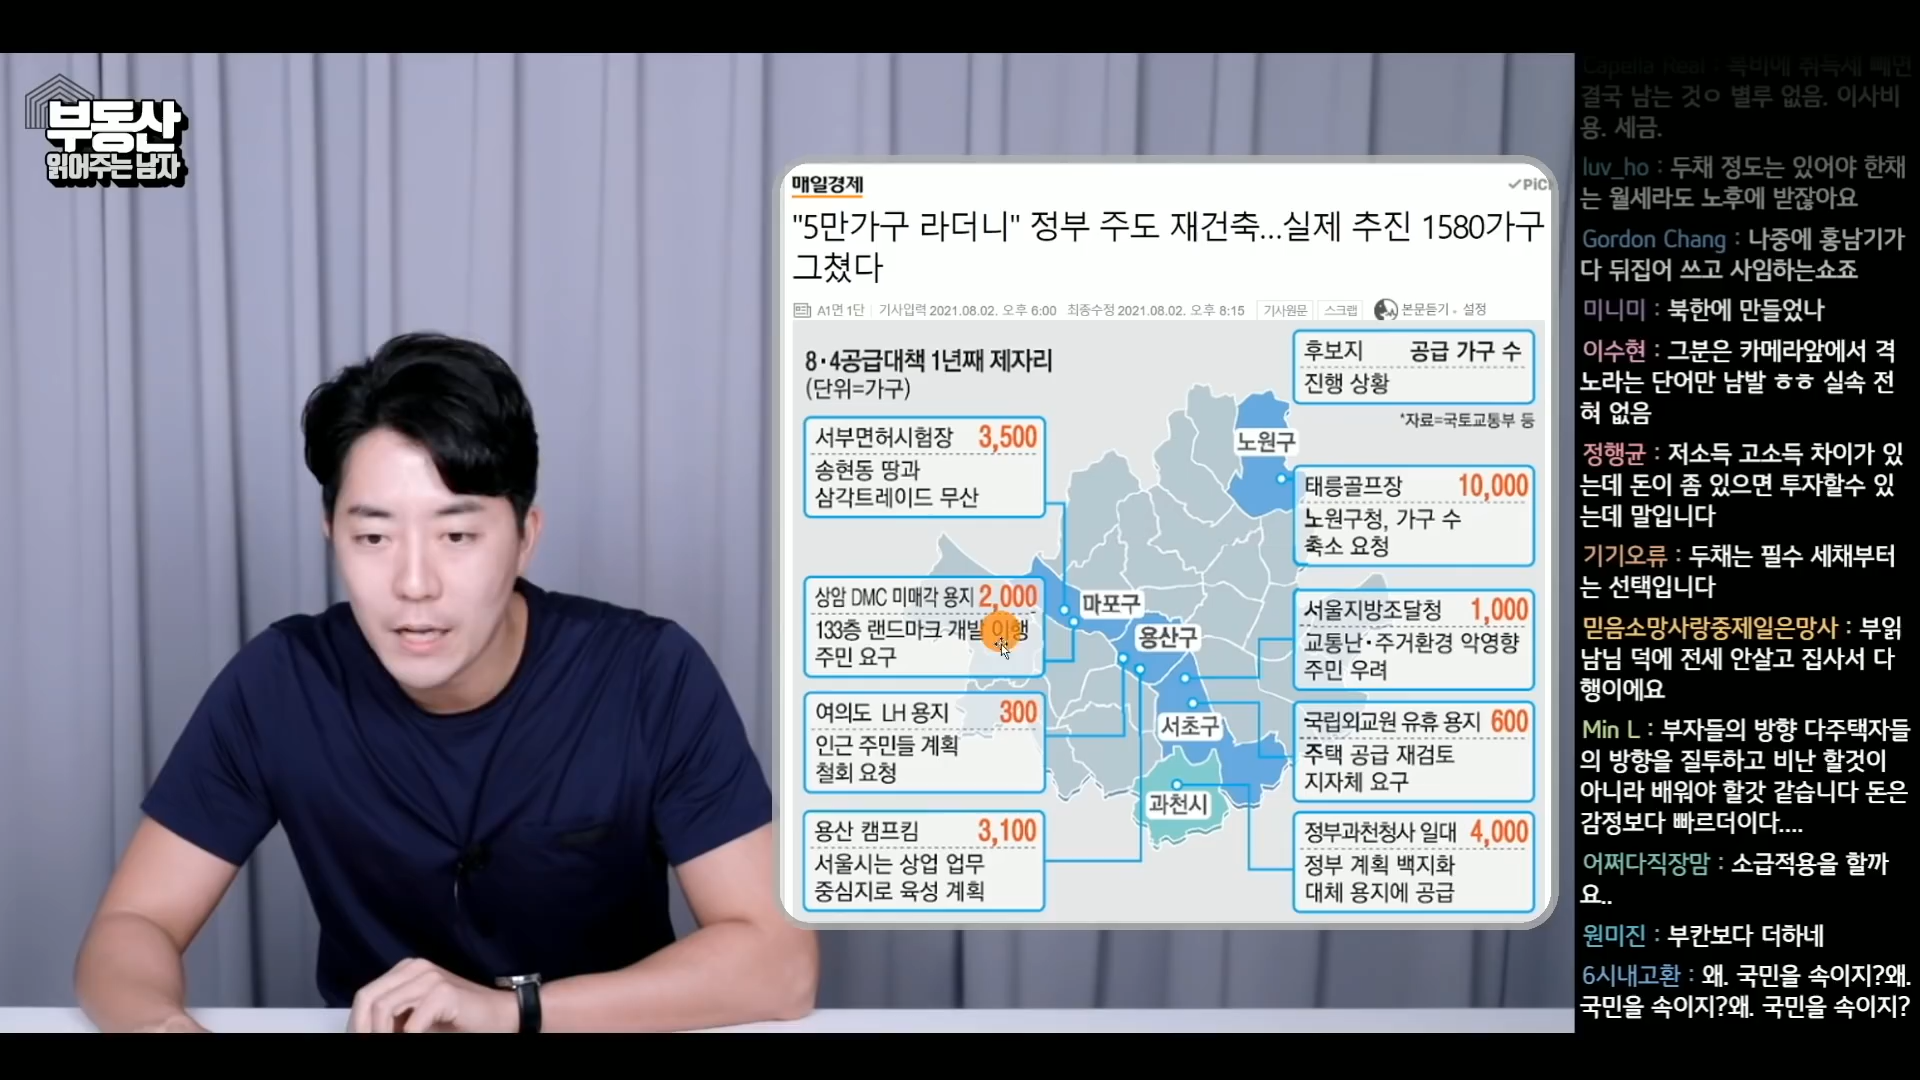 부동산
읽어주는 남자
매일경제
"5만가구 라더니" 정부 주도 재건축...실제 추진 1580가구
그쳤다
A1면 1단 기사입력 2021.08.02. 오후 6:00 최종수정 2021.08.02. 오후 8:15 기사원문 스크랩 본문듣기 · 설정
8·4공급대책 1년째 제자리
(단위=가구)
후보지 공급 가구 수
진행 상황
*자료=국토교통부 등
서부면허시험장 3,500
송현동 땅과
삼각트레이드 무산
상암 DMC 미매각 용지 2,000
133층 랜드마크 개발 이행
주민 요구
여의도 LH 용지 300
인근 주민들 계획
철회 요청
용산 캠프킴 3,100
서울시는 상업 업무
중심지로 육성 계획
노원구
마포구
용산구
서초구
과천시
태릉골프장 10,000
노원구청, 가구 수
축소 요청
서울지방조달청 1,000
교통난·주거환경 악영향
주민 우려
국립외교원 유휴 용지 600
주택 공급 재검토
지자체 요구
정부과천청사 일대 4,000
정부 계획 백지화
대체 용지에 공급
결국 남는 것ㅇ 별루 없음. 이사비
용. 세금.
luv_ho : 두채 정도는 있어야 한채
는 월세라도 노후에 받잖아요
Gordon Chang : 나중에 홍남기가
다 뒤집어 쓰고 사임하는쇼죠
미니미 : 북한에 만들었나
이수현 : 그분은 카메라앞에서 격
노라는 단어만 남발 ㅎㅎ 실속 전
혀 없음
정행균 : 저소득 고소득 차이가 있
는데 돈이 좀 있으면 투자할수 있
는데 말입니다
기기오류 : 두채는 필수 세채부터
는 선택입니다
믿음소망사랑중제일은망사 : 부읽
남님 덕에 전세 안살고 집사서 다
행이에요
Min L : 부자들의 방향 다주택자들
의 방향을 질투하고 비난 할것이
아니라 배워야 할갓 같습니다 돈은
감정보다 빠르더이다....
어쩌다직장맘 : 소급적용을 할까
요..
원미진 : 부칸보다 더하네
6시내고환 : 왜. 국민을 속이지?왜.
국민을 속이지?왜. 국민을 속이지?